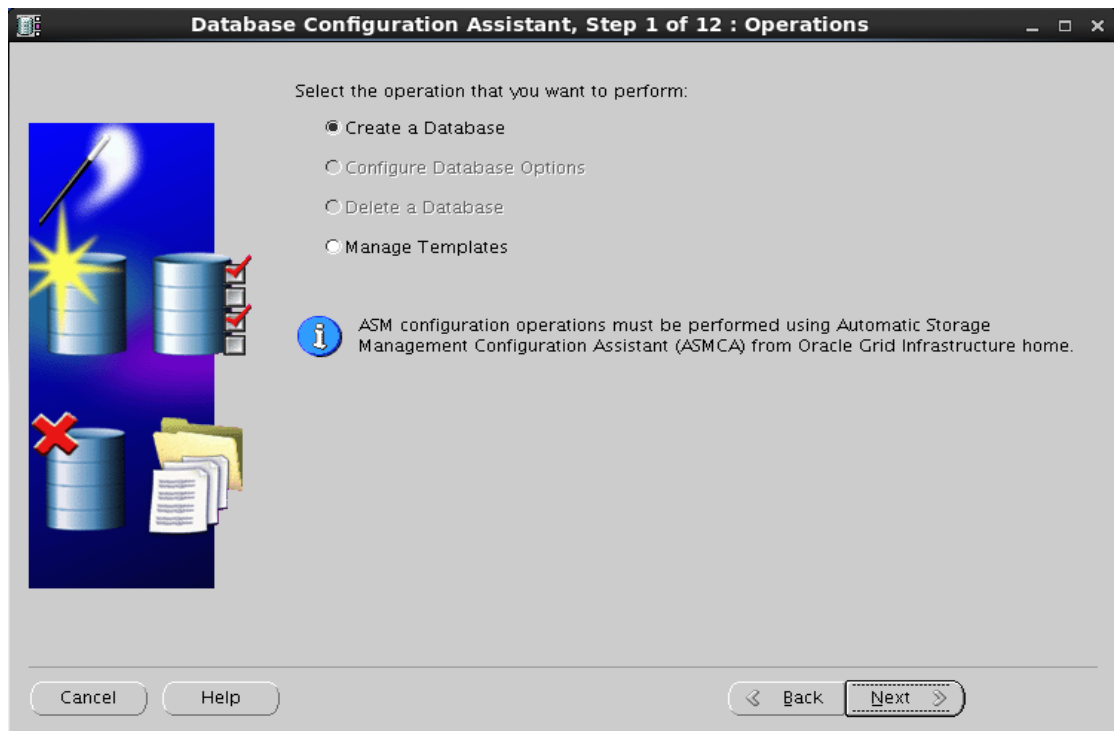 Database Configuration Assistant, Step 1 of 12 : Operations
Select the operation that you want to perform:
Create a Database
Configure Database Options
Delete a Database
Manage Templates
ASM configuration operations must be performed using Automatic Storage
Management Configuration Assistant (ASMCA) from Oracle Grid Infrastructure home.
Cancel
Help
Back
Next